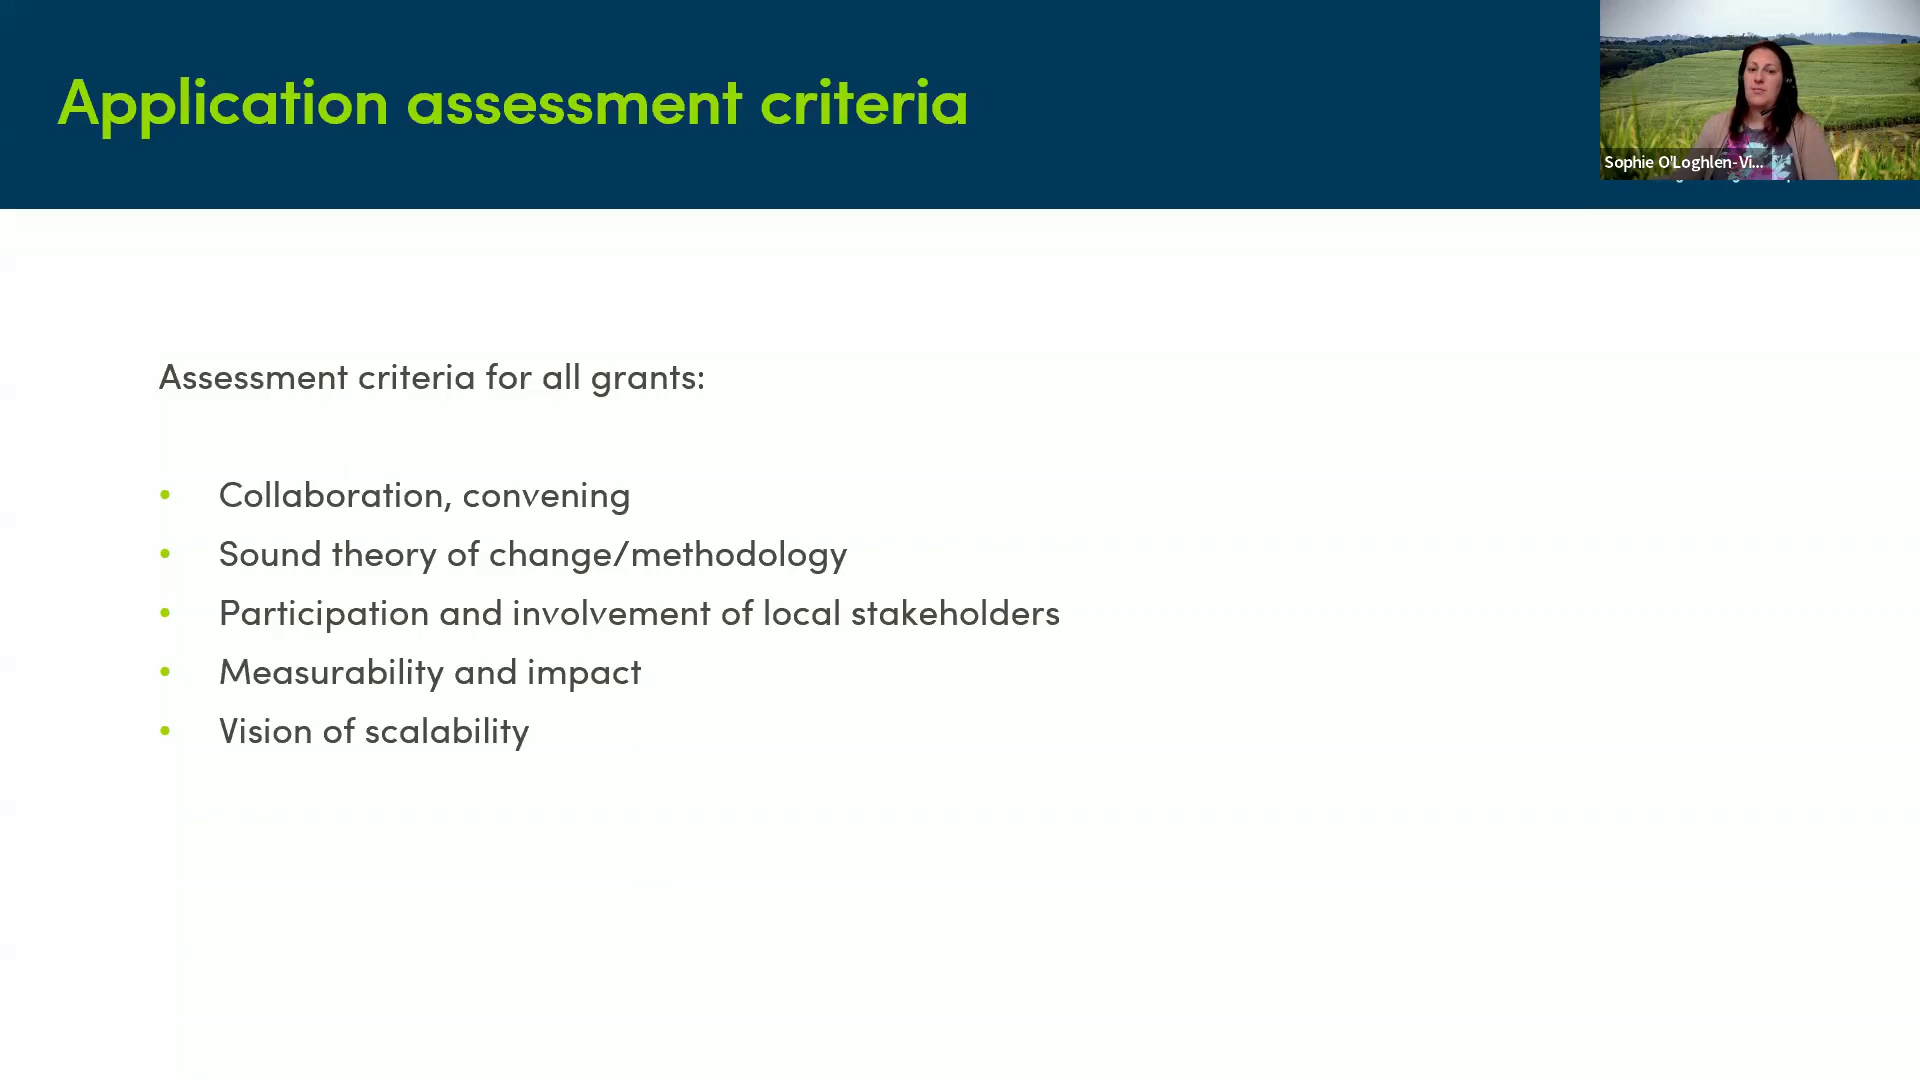 Application assessment criteria
Sophie O'Loghlen-Vi...
Assessment criteria for all grants:
• Collaboration, convening
• Sound theory of change/methodology
• Participation and involvement of local stakeholders
• Measurability and impact
• Vision of scalability